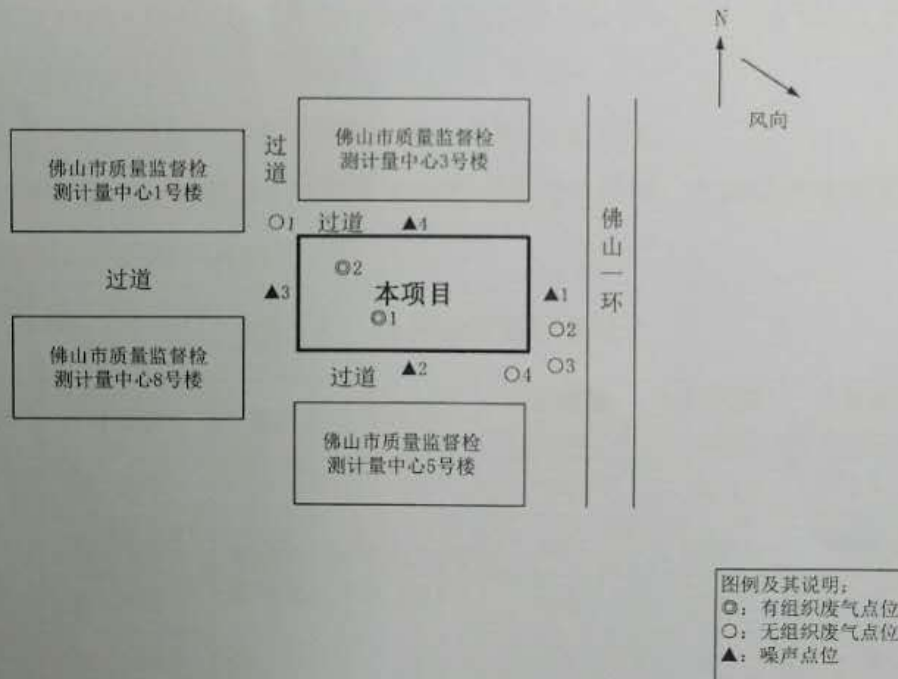 N
风向
佛山市质量监督检
测计量中心1号楼
过道
佛山市质量监督检
测计量中心3号楼
○1
过道
▲4
佛山一环
过道
▲3
◎2
本项目
◎1
▲1
○2
○3
佛山市质量监督检
测计量中心8号楼
过道
▲2
○4
佛山市质量监督检
测计量中心5号楼
图例及其说明:
◎:有组织废气点位
○:无组织废气点位
▲:噪声点位